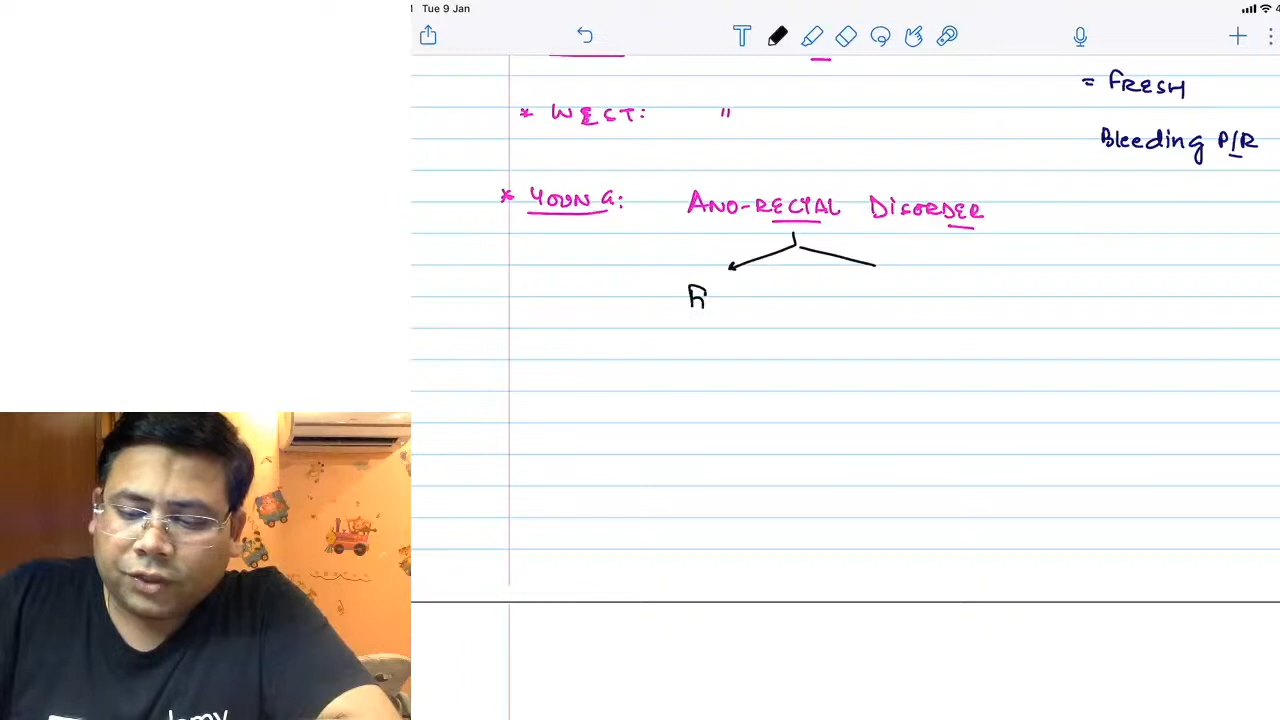 Tue 9 Jan
= FRESH
* WEST: "
Bleeding P/R
* YOUNG: ANO-RECTAL DISORDER